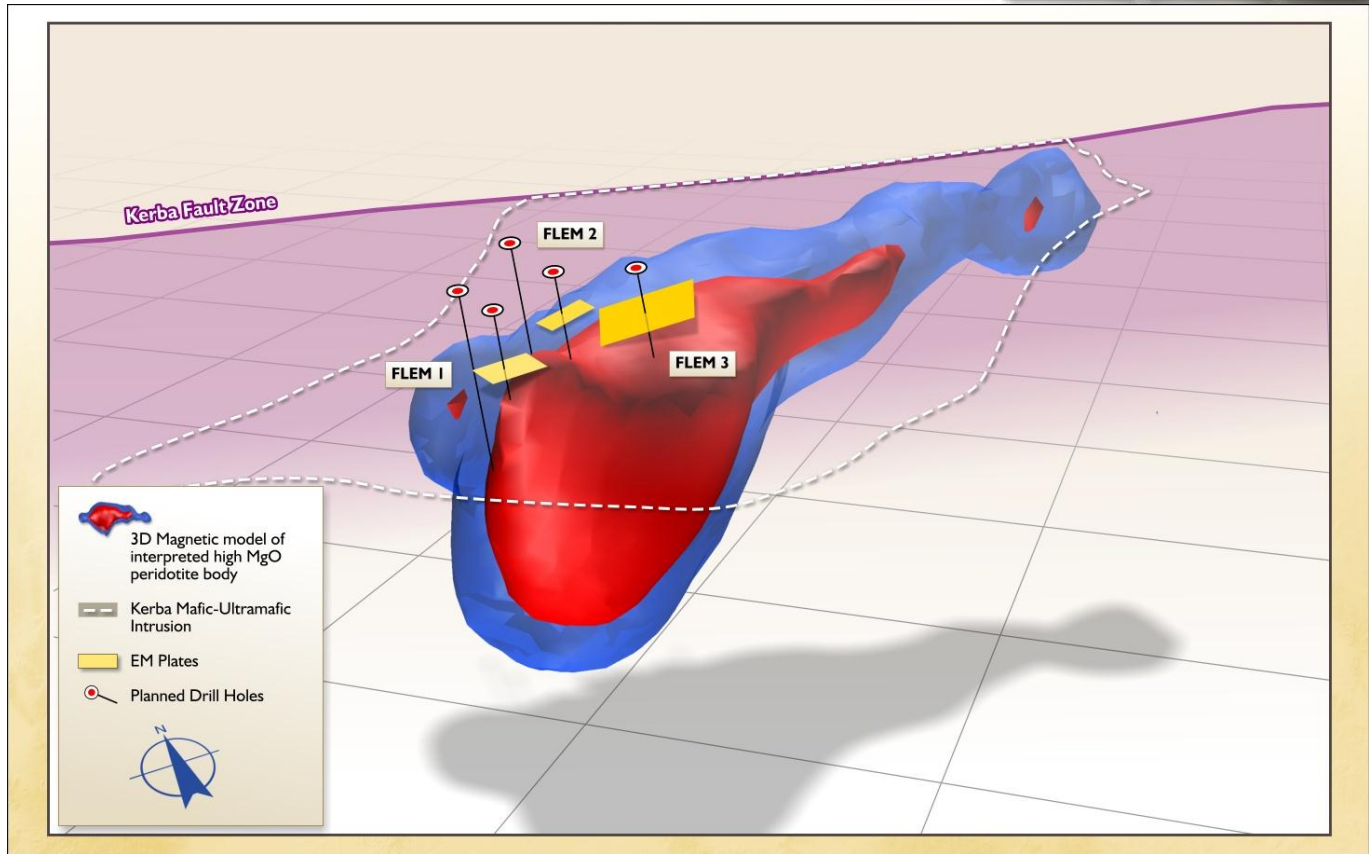 Kerba Fault Zone
FLEM 2
FLEM 1
FLEM 3
3D Magnetic model of
interpreted high MgO
peridotite body
Kerba Mafic-Ultramafic
Intrusion
EM Plates
Planned Drill Holes
N